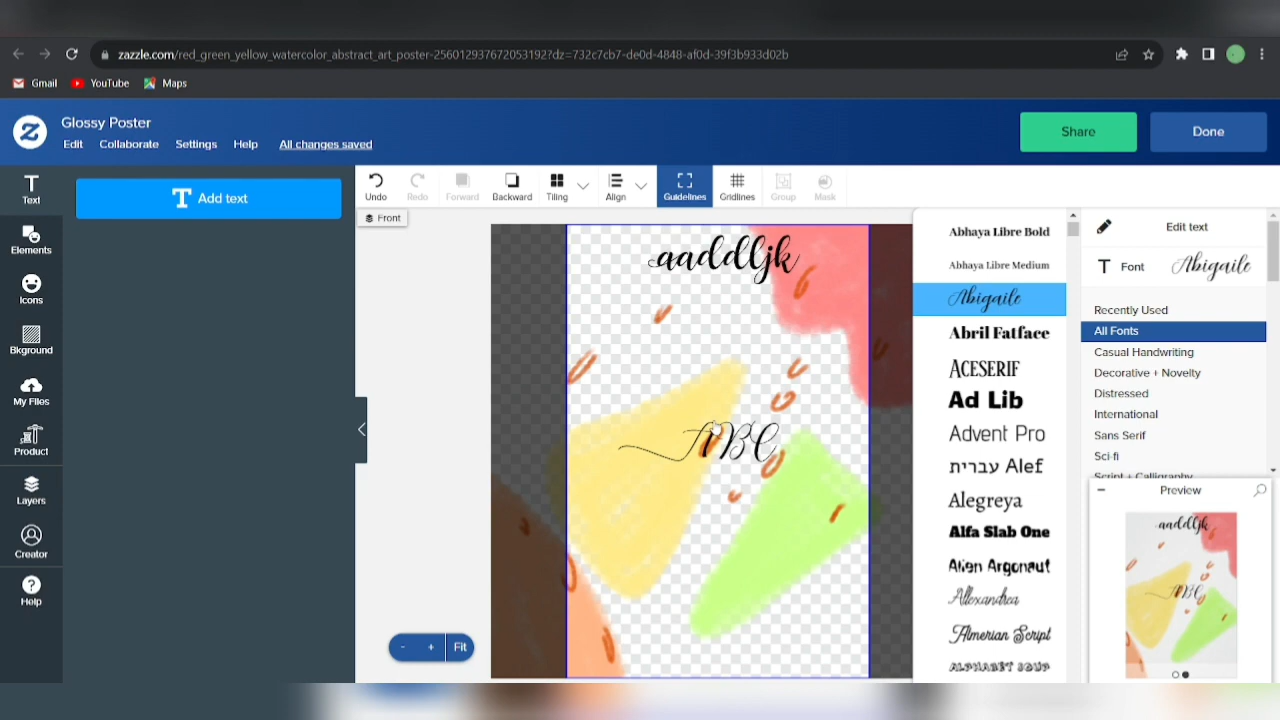 zazzle.com/red_green_yellow_watercolor_abstract_art_poster-256012937672053192?dz=732c7cb7-de0d-4848-af0d-39f3b933d02b
Gmail YouTube Maps
Z
Glossy Poster
Edit Collaborate Settings Help All changes saved
Share Done
Text
Elements
Icons
Bkground
My Files
Product
Layers
Creator
Help
T Add text
Undo Redo Forward Backward Tiling Align Guidelines Gridlines Group Mask
Front
aaddljk
ABC
Abhaya Libre Bold
Abhaya Libre Medium
Abigaile
Abril Fatface
ACESERIF
Ad Lib
Advent Pro
עברית Alef
Alegreya
Alfa Slab One
Alien Argonaut
Allexandrea
Almerian Script
ALPHABET SOUP
Edit text
T Font Abigaile
Recently Used
All Fonts
Casual Handwriting
Decorative + Novelty
Distressed
International
Sans Serif
Sci-fi
Script + Calligraphy
- Preview
aaddljk
ABC
- + Fit